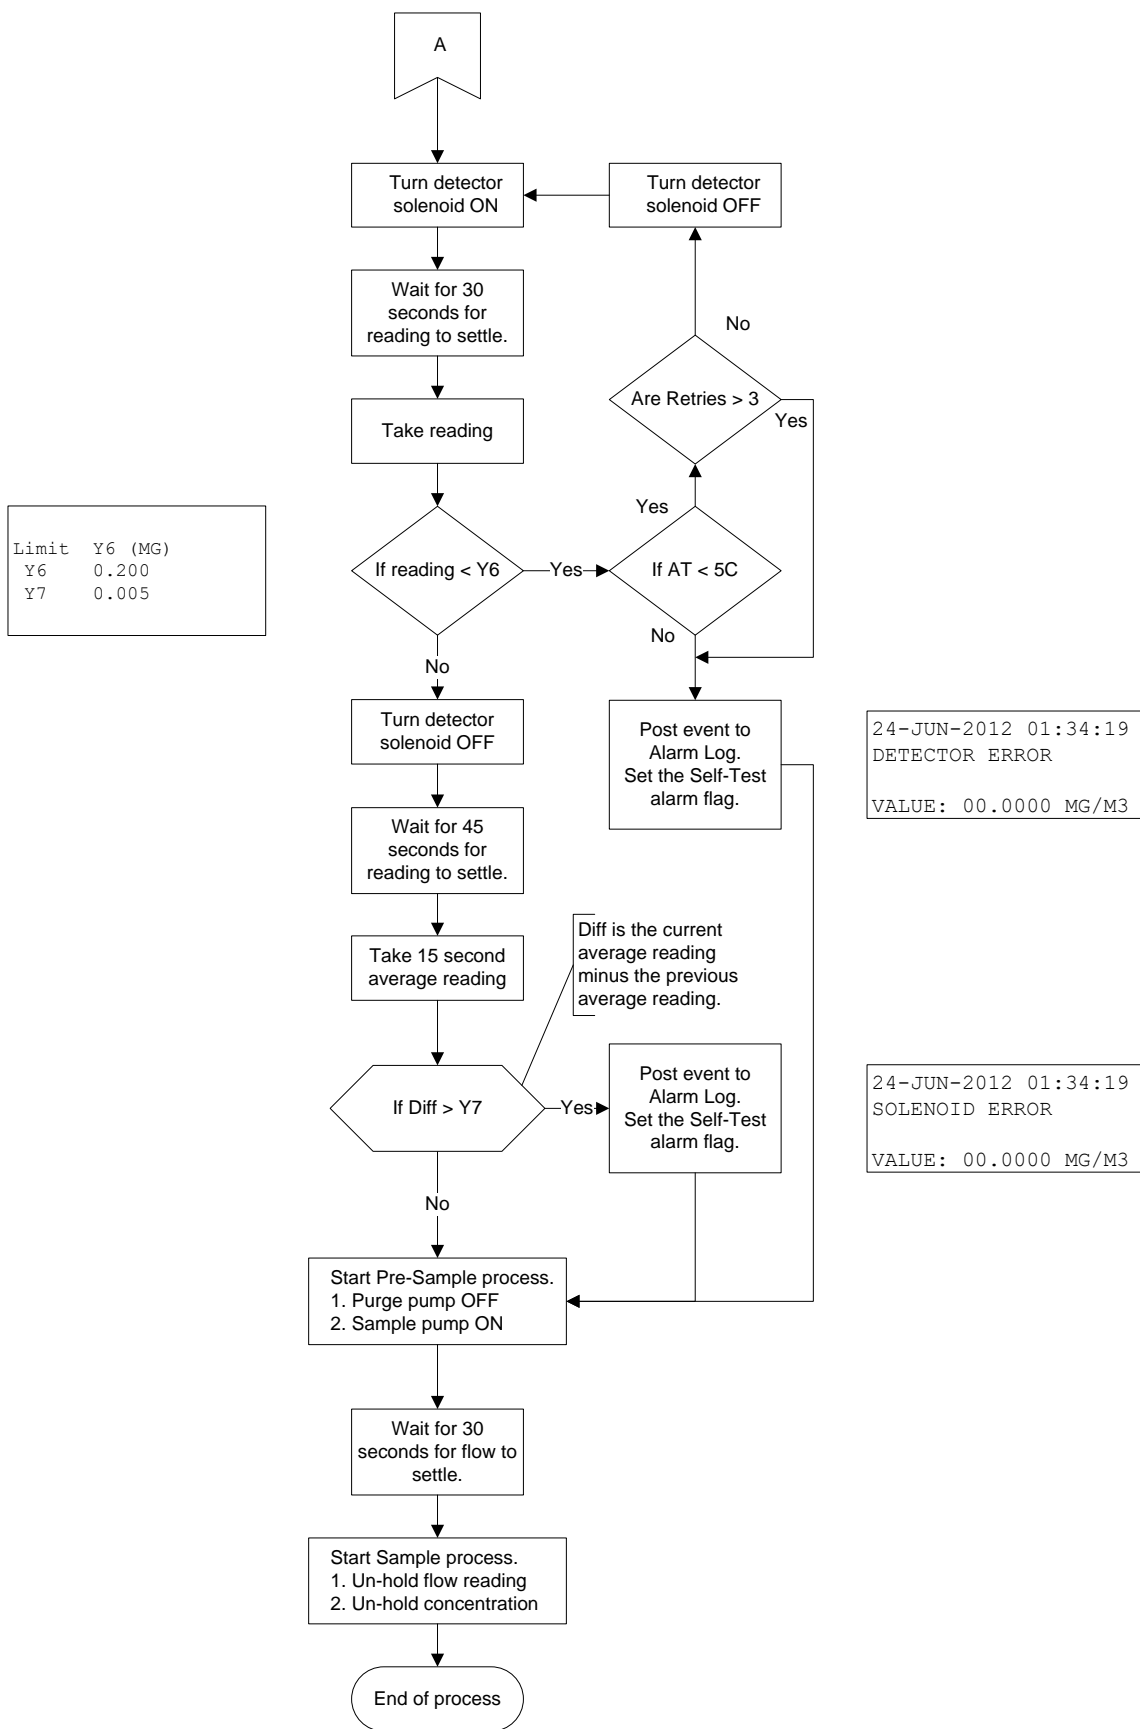 A
Turn detector
solenoid ON
Turn detector
solenoid OFF
Wait for 30
seconds for
reading to settle.
No
Are Retries > 3
Yes
Take reading
Yes
Limit Y6 (MG)
Y6 0.200
Y7 0.005
If reading < Y6
Yes
If AT < 5C
No
No
Turn detector
solenoid OFF
Post event to
Alarm Log.
Set the Self-Test
alarm flag.
24-JUN-2012 01:34:19
DETECTOR ERROR
VALUE: 00.0000 MG/M3
Wait for 45
seconds for
reading to settle.
Take 15 second
average reading
Diff is the current
average reading
minus the previous
average reading.
If Diff > Y7
Yes
Post event to
Alarm Log.
Set the Self-Test
alarm flag.
24-JUN-2012 01:34:19
SOLENOID ERROR
VALUE: 00.0000 MG/M3
No
Start Pre-Sample process.
1. Purge pump OFF
2. Sample pump ON
Wait for 30
seconds for flow to
settle.
Start Sample process.
1. Un-hold flow reading
2. Un-hold concentration
End of process